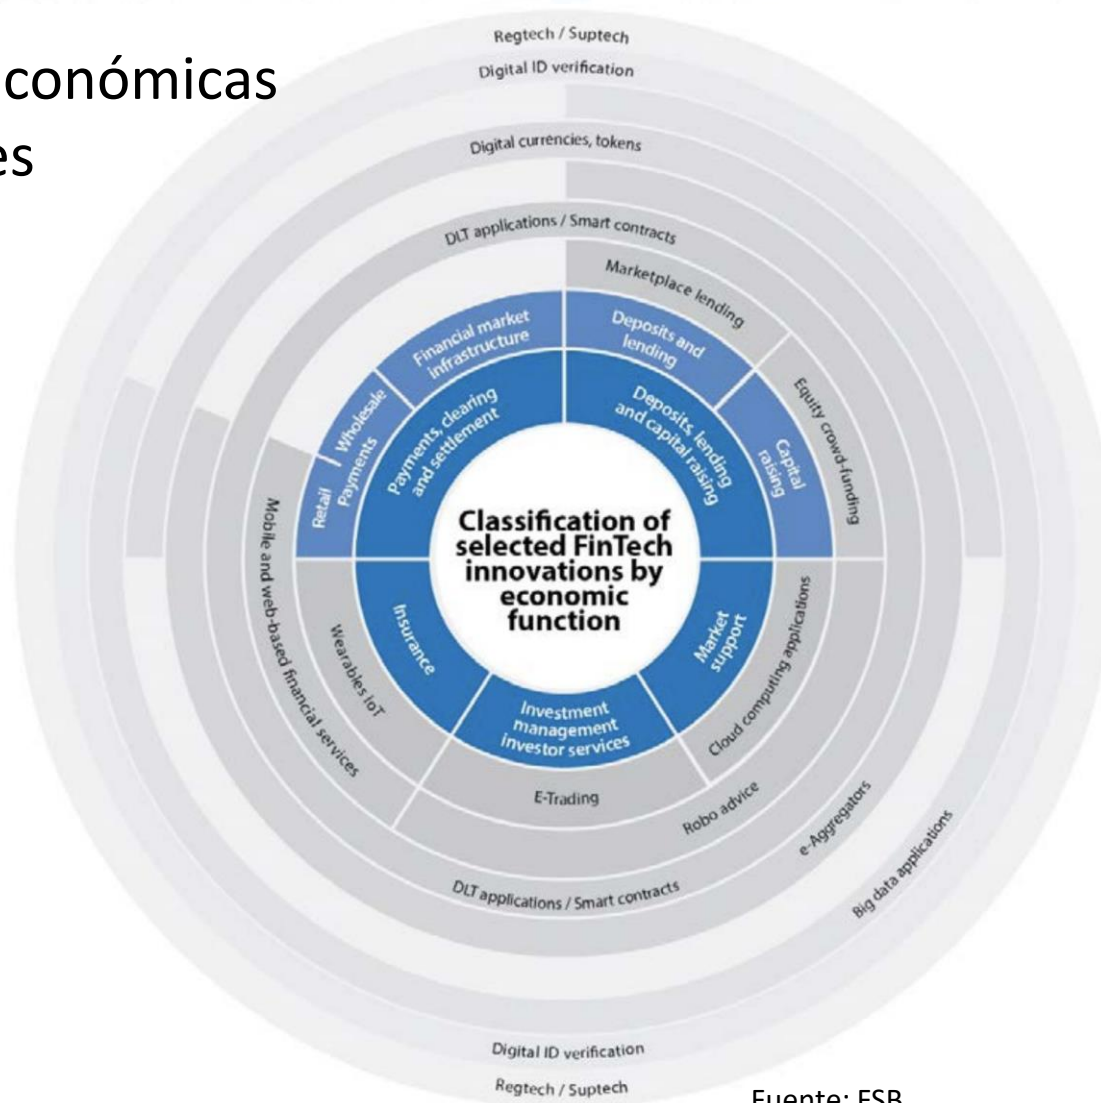 conómicas
es
Regtech / Suptech
Digital ID verification
Digital currencies, tokens
DLT applications / Smart contracts
Marketplace lending
Financial market
infrastructure
Deposits and
lending
Wholesale
Retail
Payments
Payments, clearing
and settlement
Deposits, lending
and capital raising
Capital
raising
Equity crowd-funding
Classification of
selected FinTech
innovations by
economic
function
Mobile and web-based financial services
Wearables IoT
Insurance
Market
support
Cloud computing applications
Investment
management
investor services
E-Trading
Robo advice
e-Aggregators
Big data applications
DLT applications / Smart contracts
Digital ID verification
Regtech / Suptech
Fuente: FSB